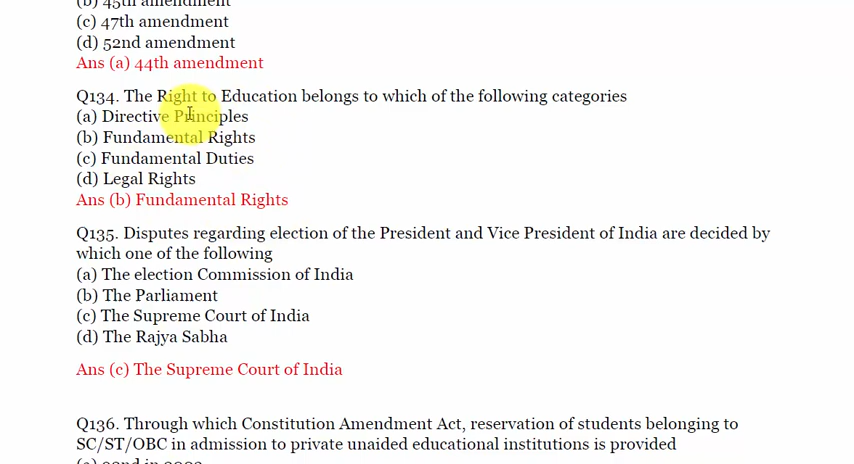 (b) 45th amendment
(c) 47th amendment
(d) 52nd amendment
Ans (a) 44th amendment
Q134. The Right to Education belongs to which of the following categories
(a) Directive Principles
(b) Fundamental Rights
(c) Fundamental Duties
(d) Legal Rights
Ans (b) Fundamental Rights
Q135. Disputes regarding election of the President and Vice President of India are decided by
which one of the following
(a) The election Commission of India
(b) The Parliament
(c) The Supreme Court of India
(d) The Rajya Sabha
Ans (c) The Supreme Court of India
Q136. Through which Constitution Amendment Act, reservation of students belonging to
SC/ST/OBC in admission to private unaided educational institutions is provided